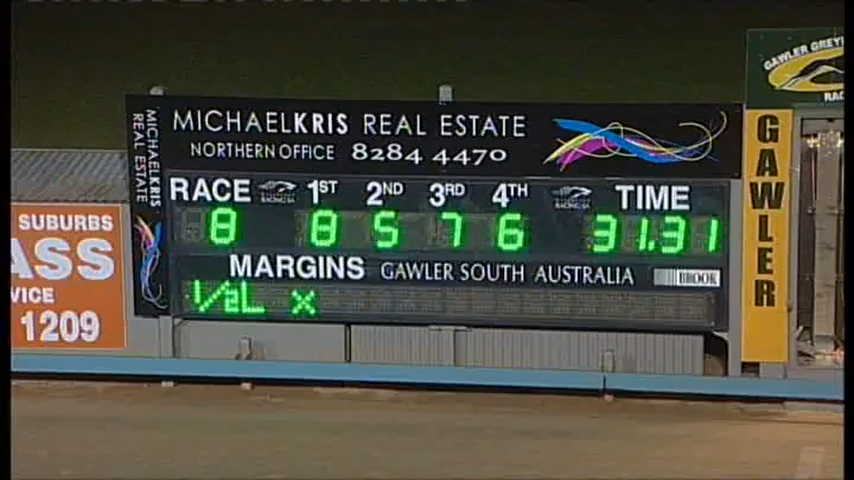 GAWLER GREY
RAC
MICHAELKRIS REAL ESTATE
NORTHERN OFFICE 8284 4470
MICHAELKRIS
REAL ESTATE
RACE 1ST 2ND 3RD 4TH TIME
8 8 5 7 6 31.31
MARGINS GAWLER SOUTH AUSTRALIA BROOK
1/2L X
SUBURBS
ASS
VICE
1209
GAWLER